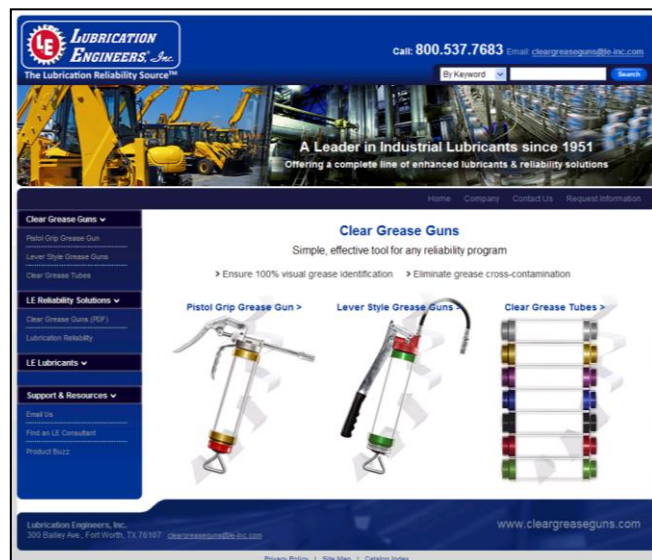 LE
LUBRICATION
ENGINEERS, Inc.
The Lubrication Reliability Source™
Call: 800.537.7683 Email: cleargreaseguns@le-inc.com
By Keyword Search
A Leader in Industrial Lubricants since 1951
Offering a complete line of enhanced lubricants & reliability solutions
Home Company Contact Us Request Information
Clear Grease Guns
Pistol Grip Grease Gun
Lever Style Grease Guns
Clear Grease Tubes
LE Reliability Solutions
Clear Grease Guns (PDF)
Lubrication Reliability
LE Lubricants
Support & Resources
Email Us
Find an LE Consultant
Product Buzz
Clear Grease Guns
Simple, effective tool for any reliability program
> Ensure 100% visual grease identification > Eliminate grease cross-contamination
Pistol Grip Grease Gun > Lever Style Grease Guns > Clear Grease Tubes >
Lubrication Engineers, Inc.
300 Bailey Ave., Fort Worth, TX 76107 cleargreaseguns@le-inc.com
www.cleargreaseguns.com
Privacy Policy | Site Map | Catalog Index